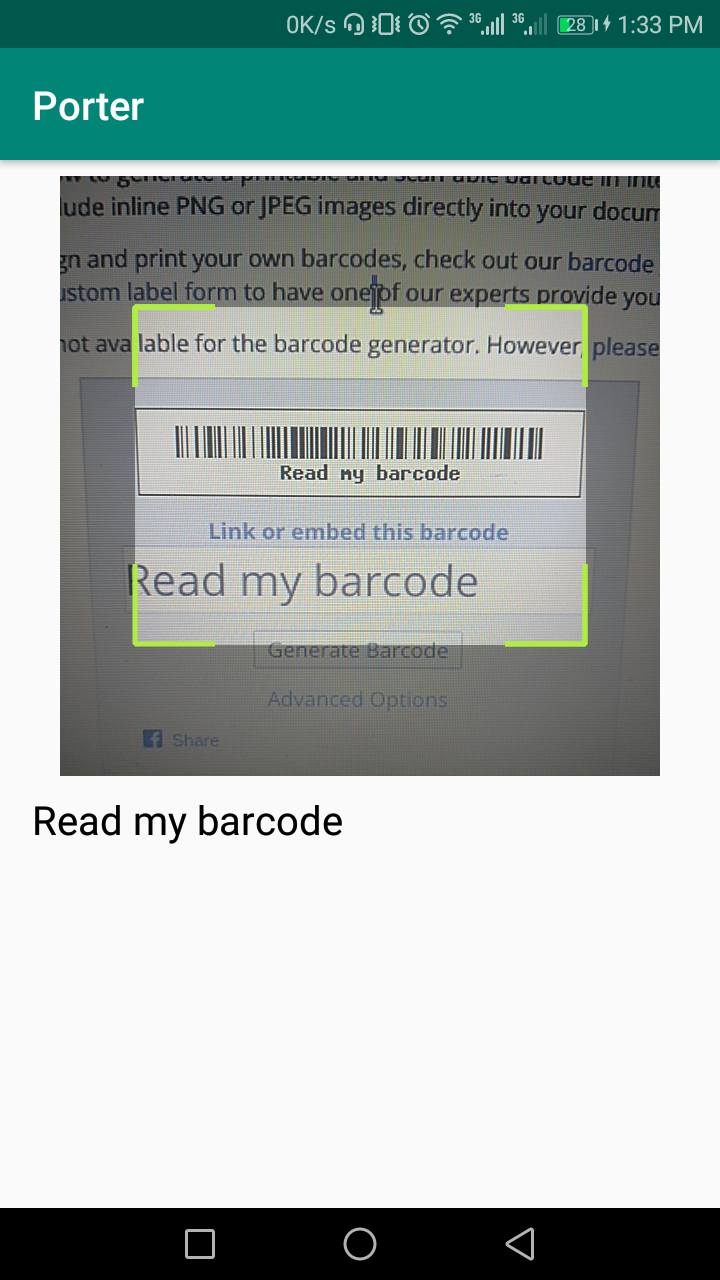 0K/s 3G 3G 28 1:33 PM
Porter
to generate a printable and scan able barcode in
lude inline PNG or JPEG images directly into your docum
gn and print your own barcodes, check out our barcode
ustom label form to have one of our experts provide you
not available for the barcode generator. However, please
Read my barcode
Link or embed this barcode
Read my barcode
Generate Barcode
Advanced Options
f Share
Read my barcode